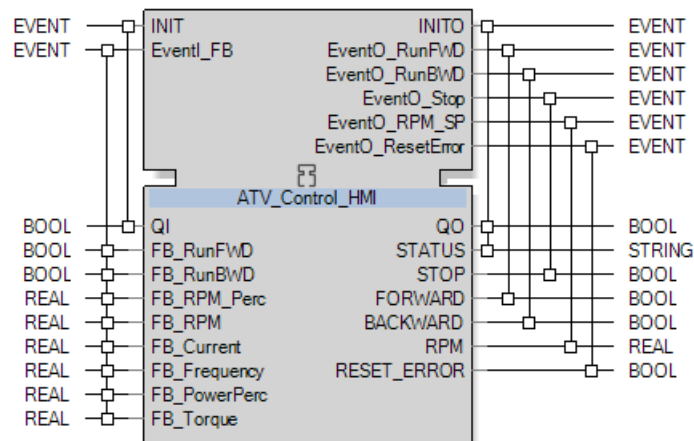 EVENT INIT INITO EVENT
EVENT EventI_FB EventO_RunFWD EVENT
EventO_RunBWD EVENT
EventO_Stop EVENT
EventO_RPM_SP EVENT
EventO_ResetError EVENT
ATV_Control_HMI
BOOL QI QO BOOL
BOOL FB_RunFWD STATUS STRING
BOOL FB_RunBWD STOP BOOL
REAL FB_RPM_Perc FORWARD BOOL
REAL FB_RPM BACKWARD BOOL
REAL FB_Current RPM REAL
REAL FB_Frequency RESET_ERROR BOOL
REAL FB_PowerPerc
REAL FB_Torque